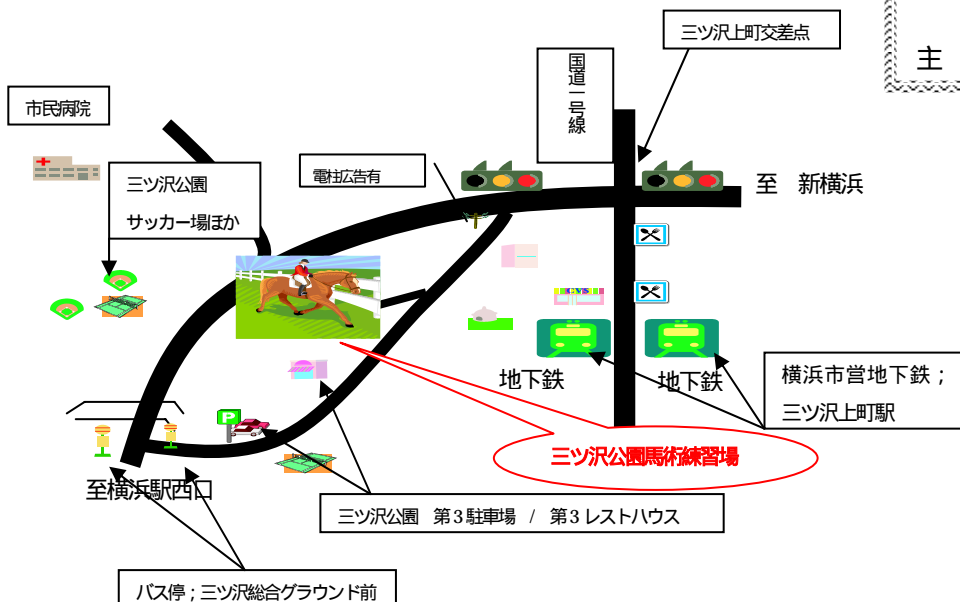 三ツ沢上町交差点
主
国道一号線
市民病院
三ツ沢公園
サッカー場ほか
電柱広告有
至 新横浜
地下鉄
地下鉄
横浜市営地下鉄；
三ツ沢上町駅
P
三ツ沢公園馬術練習場
至横浜駅西口
三ツ沢公園 第3駐車場 / 第3レストハウス
バス停；三ツ沢総合グラウンド前